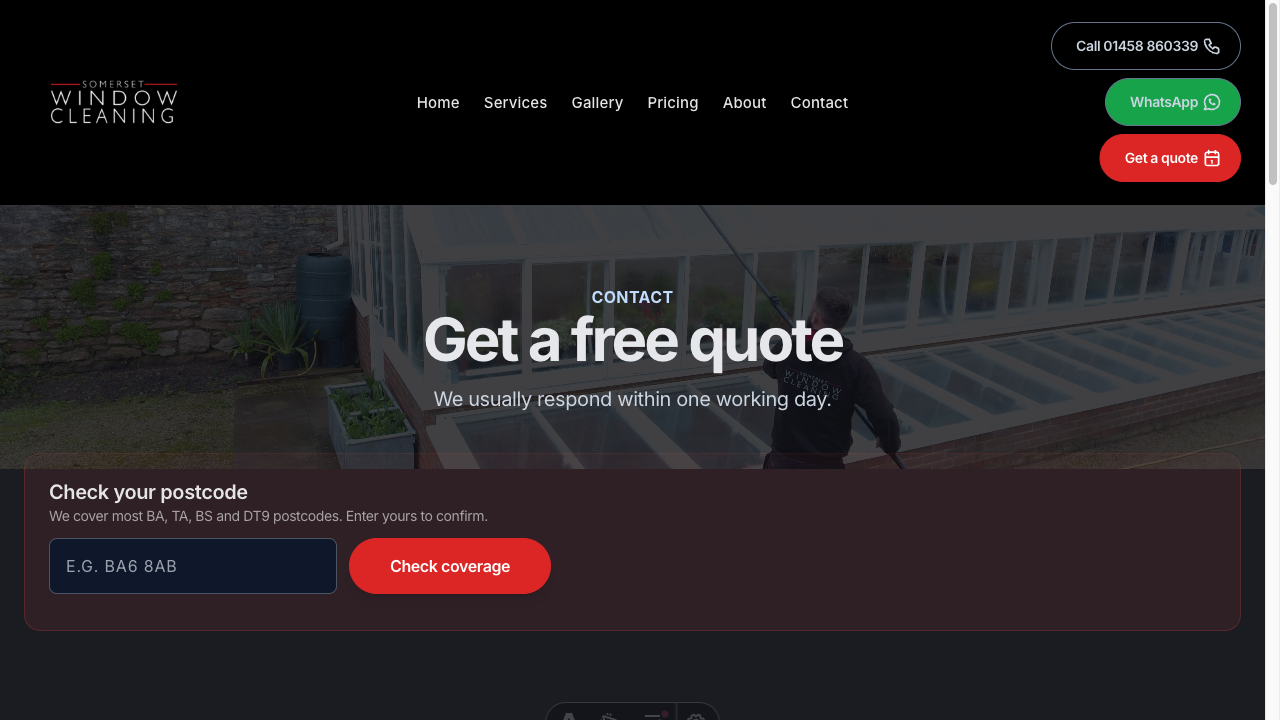 SOMERSET
WINDOW
CLEANING
Home
Services
Gallery
Pricing
About
Contact
Call 01458 860339
WhatsApp
Get a quote
CONTACT
Get a free quote
We usually respond within one working day.
WINDOW
CLEANING
Check your postcode
We cover most BA, TA, BS and DT9 postcodes. Enter yours to confirm.
E.G. BA6 8AB
Check coverage